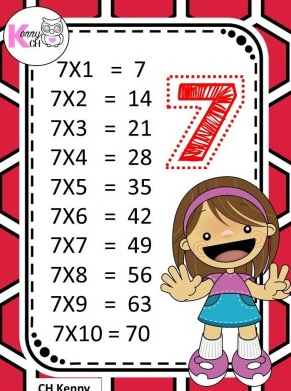 Kenny
CH
7
7X1 = 7
7X2 = 14
7X3 = 21
7X4 = 28
7X5 = 35
7X6 = 42
7X7 = 49
7X8 = 56
7X9 = 63
7X10 = 70
CH Kenny